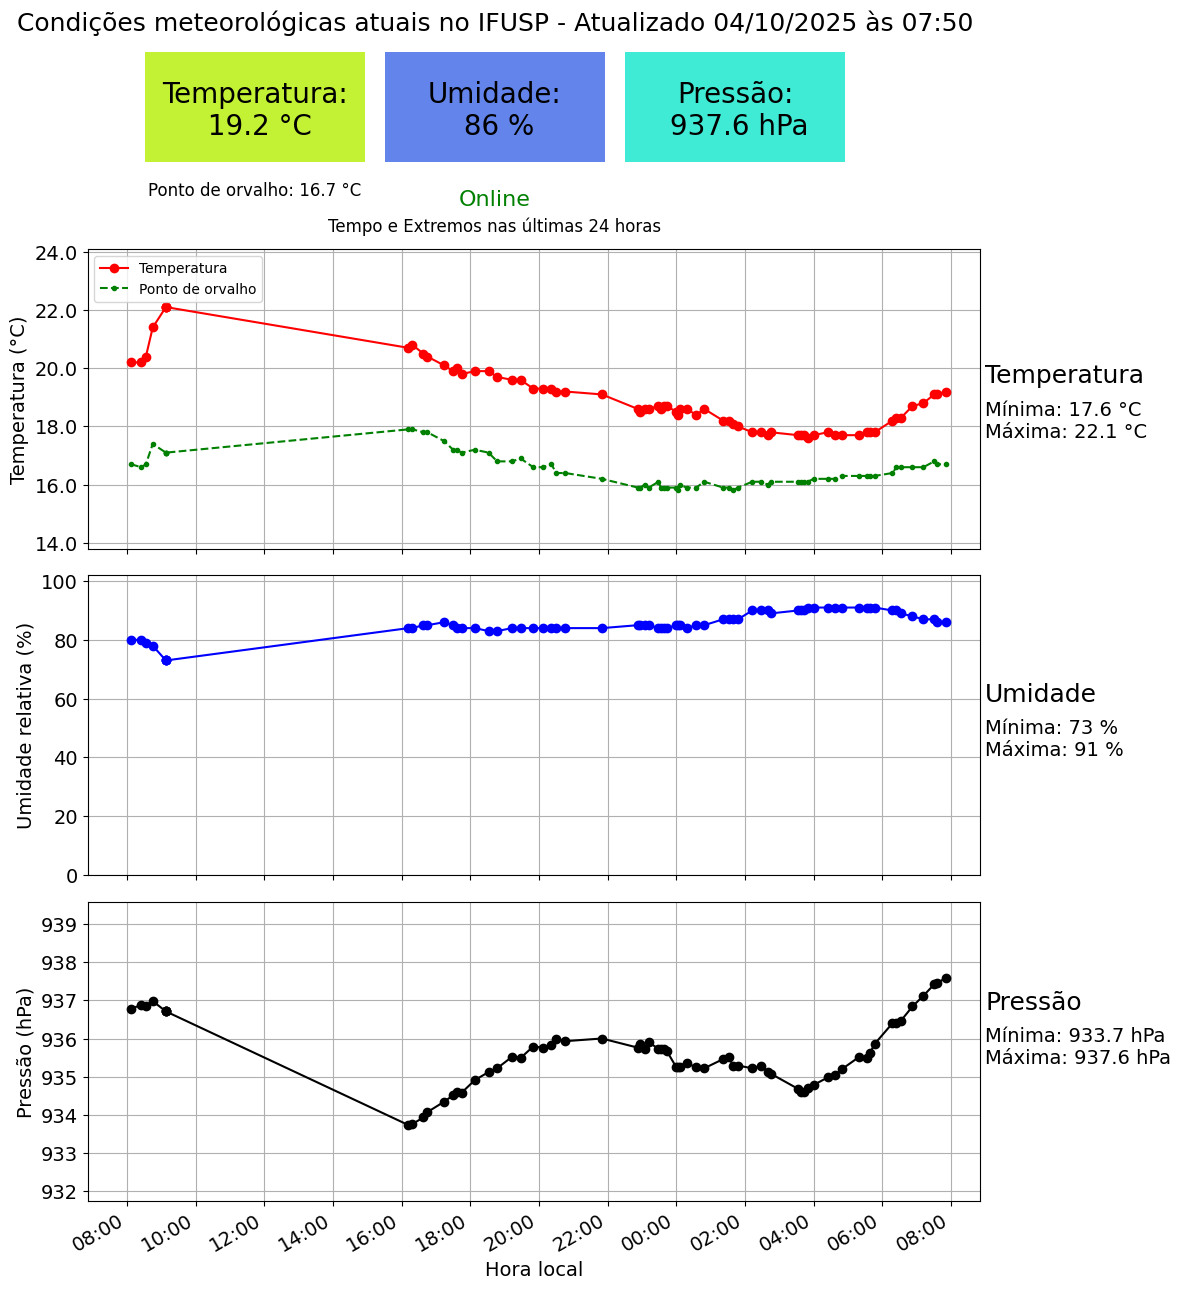 Condições meteorológicas atuais no IFUSP - Atualizado 04/10/2025 às 07:50
Temperatura:
19.2 °C
Umidade:
86 %
Pressão:
937.6 hPa
Ponto de orvalho: 16.7 °C
Online
Tempo e Extremos nas últimas 24 horas
Temperatura (°C)
24.0
22.0
20.0
18.0
16.0
14.0
Temperatura
Ponto de orvalho
Temperatura
Mínima: 17.6 °C
Máxima: 22.1 °C
Umidade relativa (%)
100
80
60
40
20
0
Umidade
Mínima: 73 %
Máxima: 91 %
Pressão (hPa)
939
938
937
936
935
934
933
932
Pressão
Mínima: 933.7 hPa
Máxima: 937.6 hPa
08:00
10:00
12:00
14:00
16:00
18:00
20:00
22:00
00:00
02:00
04:00
06:00
08:00
Hora local